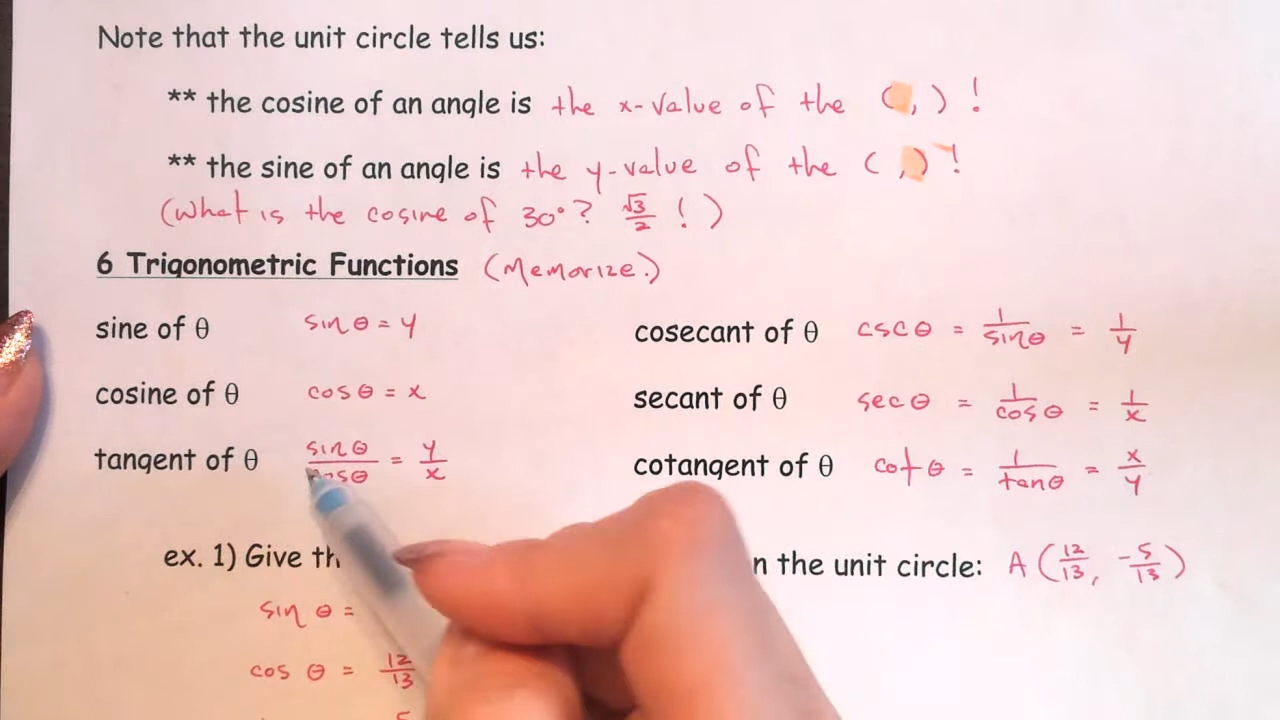 Note that the unit circle tells us:
** the cosine of an angle is the x-value of the ( , ) !
** the sine of an angle is the y-value of the ( , ) !
(What is the cosine of 30°? √3/2 ! )
6 Trigonometric Functions (Memorize.)
sine of θ sin θ = y cosecant of θ csc θ = 1/sin θ = 1/y
cosine of θ cos θ = x secant of θ sec θ = 1/cos θ = 1/x
tangent of θ sin θ/cos θ = y/x cotangent of θ cot θ = 1/tan θ = x/y
ex. 1) Give n the unit circle: A (12/13, -5/13)
sin θ =
cos θ = 12/13